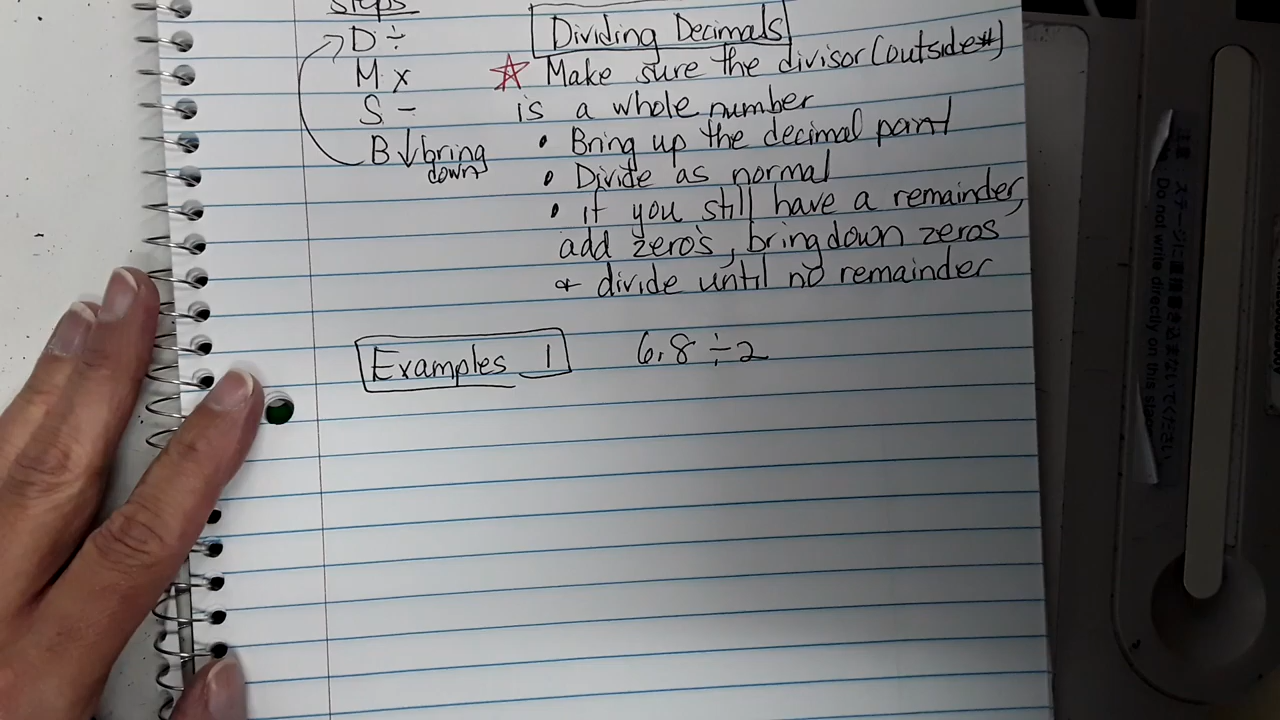 steps
D ÷
M x
S -
B ↓ bring
down
Dividing Decimals
☆ Make sure the divisor (outside #)
is a whole number
• Bring up the decimal point
• Divide as normal
• if you still have a remainder,
add zero's, bring down zeros
& divide until no remainder
Examples 1 6.8 ÷ 2
Do not write directly on this stage